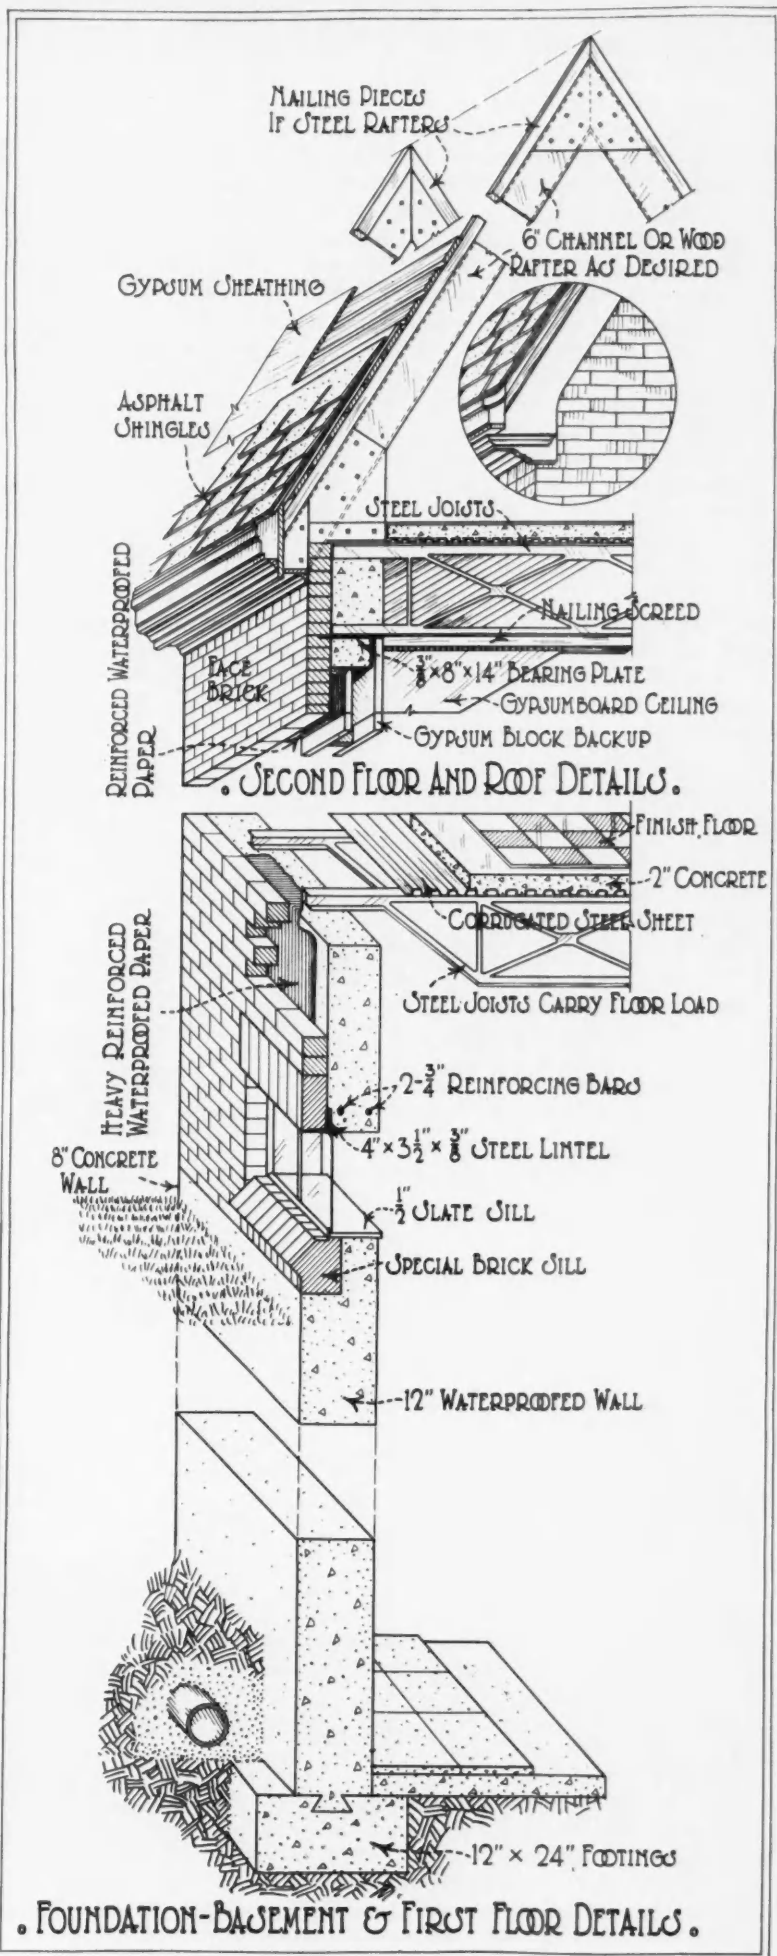 NAILING PIECES
IF STEEL RAFTERS
6" CHANNEL OR WOOD
RAFTER AS DESIRED
GYPSUM SHEATHING
ASPHALT
SHINGLES
STEEL JOISTS
REINFORCED WATERPROOFED
PAPER
NAILING SCREED
FACE
BRICK
3/8" × 8" × 14" BEARING PLATE
GYPSUMBOARD CEILING
GYPSUM BLOCK BACKUP
. SECOND FLOOR AND ROOF DETAILS .
FINISH FLOOR
2" CONCRETE
CORRUGATED STEEL SHEET
HEAVY REINFORCED
WATERPROOFED PAPER
STEEL JOISTS CARRY FLOOR LOAD
2-3/4" REINFORCING BARS
4" × 3 1/2" × 3/8" STEEL LINTEL
8" CONCRETE
WALL
1/2" SLATE SILL
SPECIAL BRICK SILL
12" WATERPROOFED WALL
12" × 24" FOOTINGS
. FOUNDATION-BASEMENT & FIRST FLOOR DETAILS .